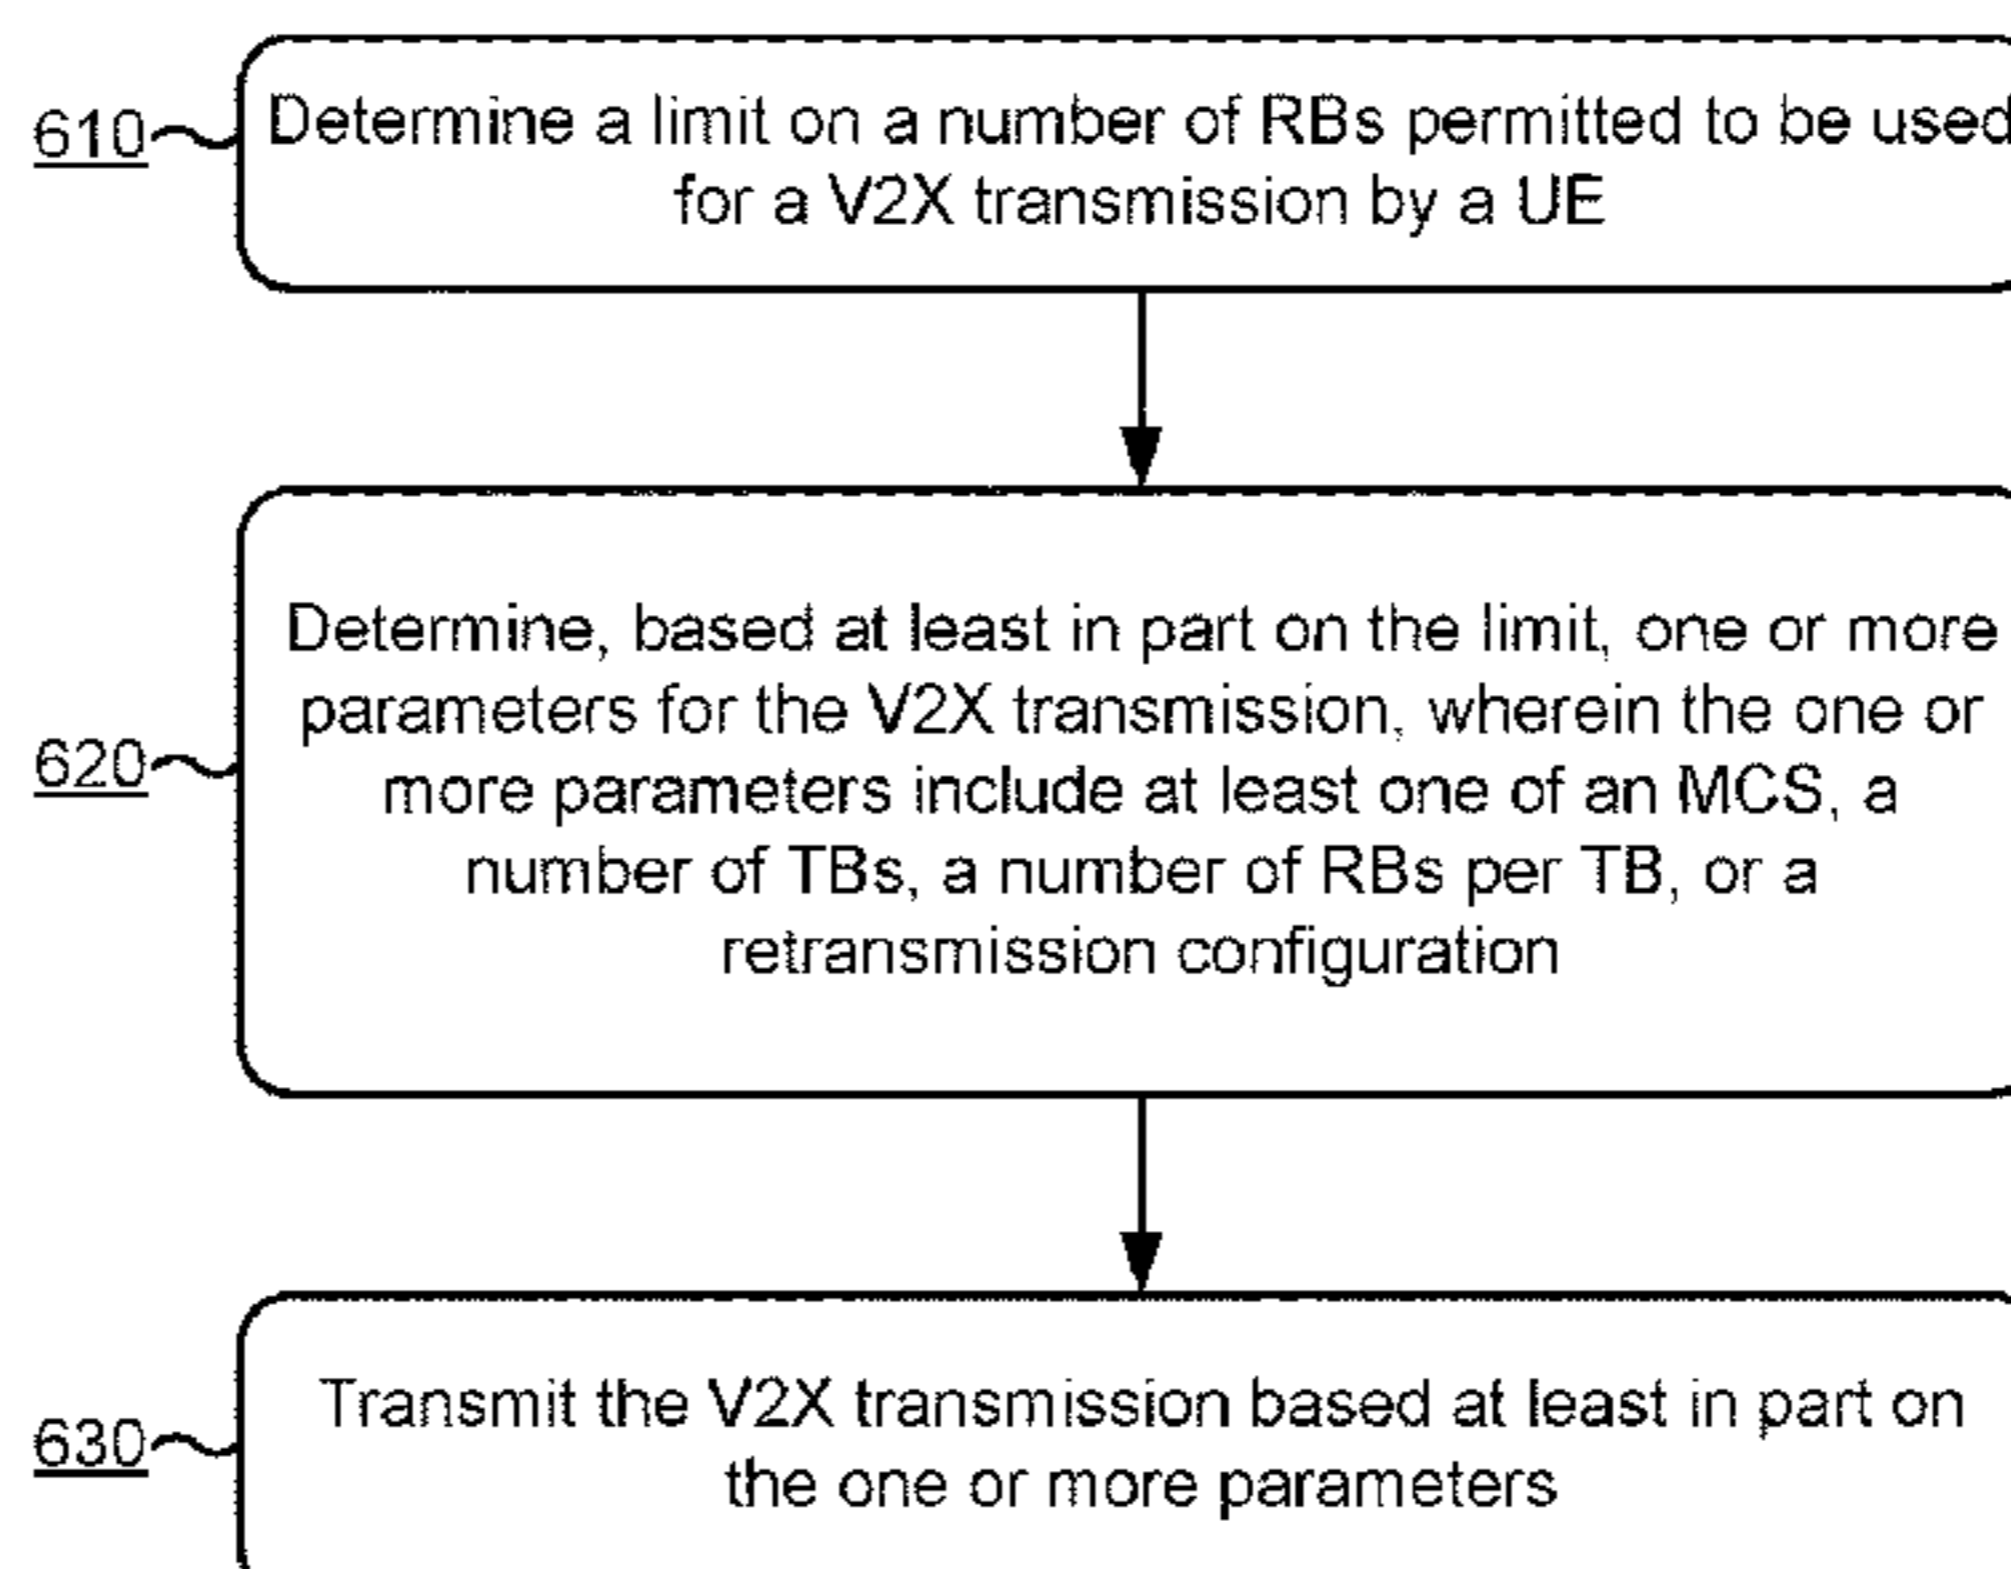 610
Determine a limit on a number of RBs permitted to be used
for a V2X transmission by a UE
Determine, based at least in part on the limit, one or more
parameters for the V2X transmission, wherein the one or
620
more parameters include at least one of an MCS, a
number of TBs, a number of RBs per TB, or a
retransmission configuration
Transmit the V2X transmission based at least in part on
630
the one or more parameters